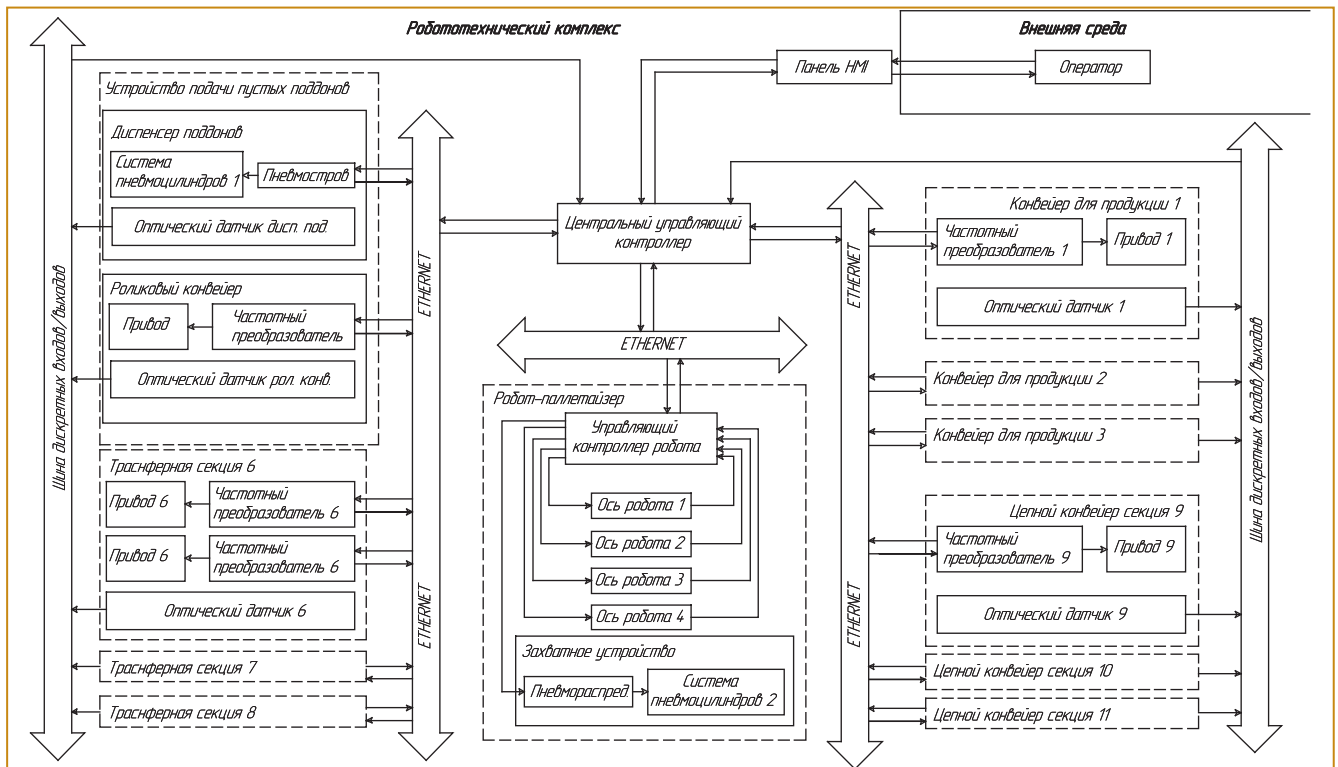 Робототехнический комплекс
Внешняя среда
Панель HMI
Оператор
Устройство подачи пустых поддонов
Диспенсер поддонов
Система
пневмоцилиндров 1
Пневмостров
Оптический датчик дисп. под.
Роликовый конвейер
Привод
Частотный
преобразователь
Оптический датчик рол. конв.
Траснферная секция 6
Привод 6
Частотный
преобразователь 6
Привод 6
Частотный
преобразователь 6
Оптический датчик 6
Траснферная секция 7
Траснферная секция 8
Шина дискретных входов/выходов
ETHERNET
ETHERNET
Центральный управляющий
контроллер
ETHERNET
Робот-паллетайзер
Управляющий
контроллер робота
Ось робота 1
Ось робота 2
Ось робота 3
Ось робота 4
Захватное устройство
Пневмораспред.
Система
пневмоцилиндров 2
ETHERNET
ETHERNET
Конвейер для продукции 1
Частотный
преобразователь 1
Привод 1
Оптический датчик 1
Конвейер для продукции 2
Конвейер для продукции 3
Цепной конвейер секция 9
Частотный
преобразователь 9
Привод 9
Оптический датчик 9
Цепной конвейер секция 10
Цепной конвейер секция 11
Шина дискретных входов/выходов